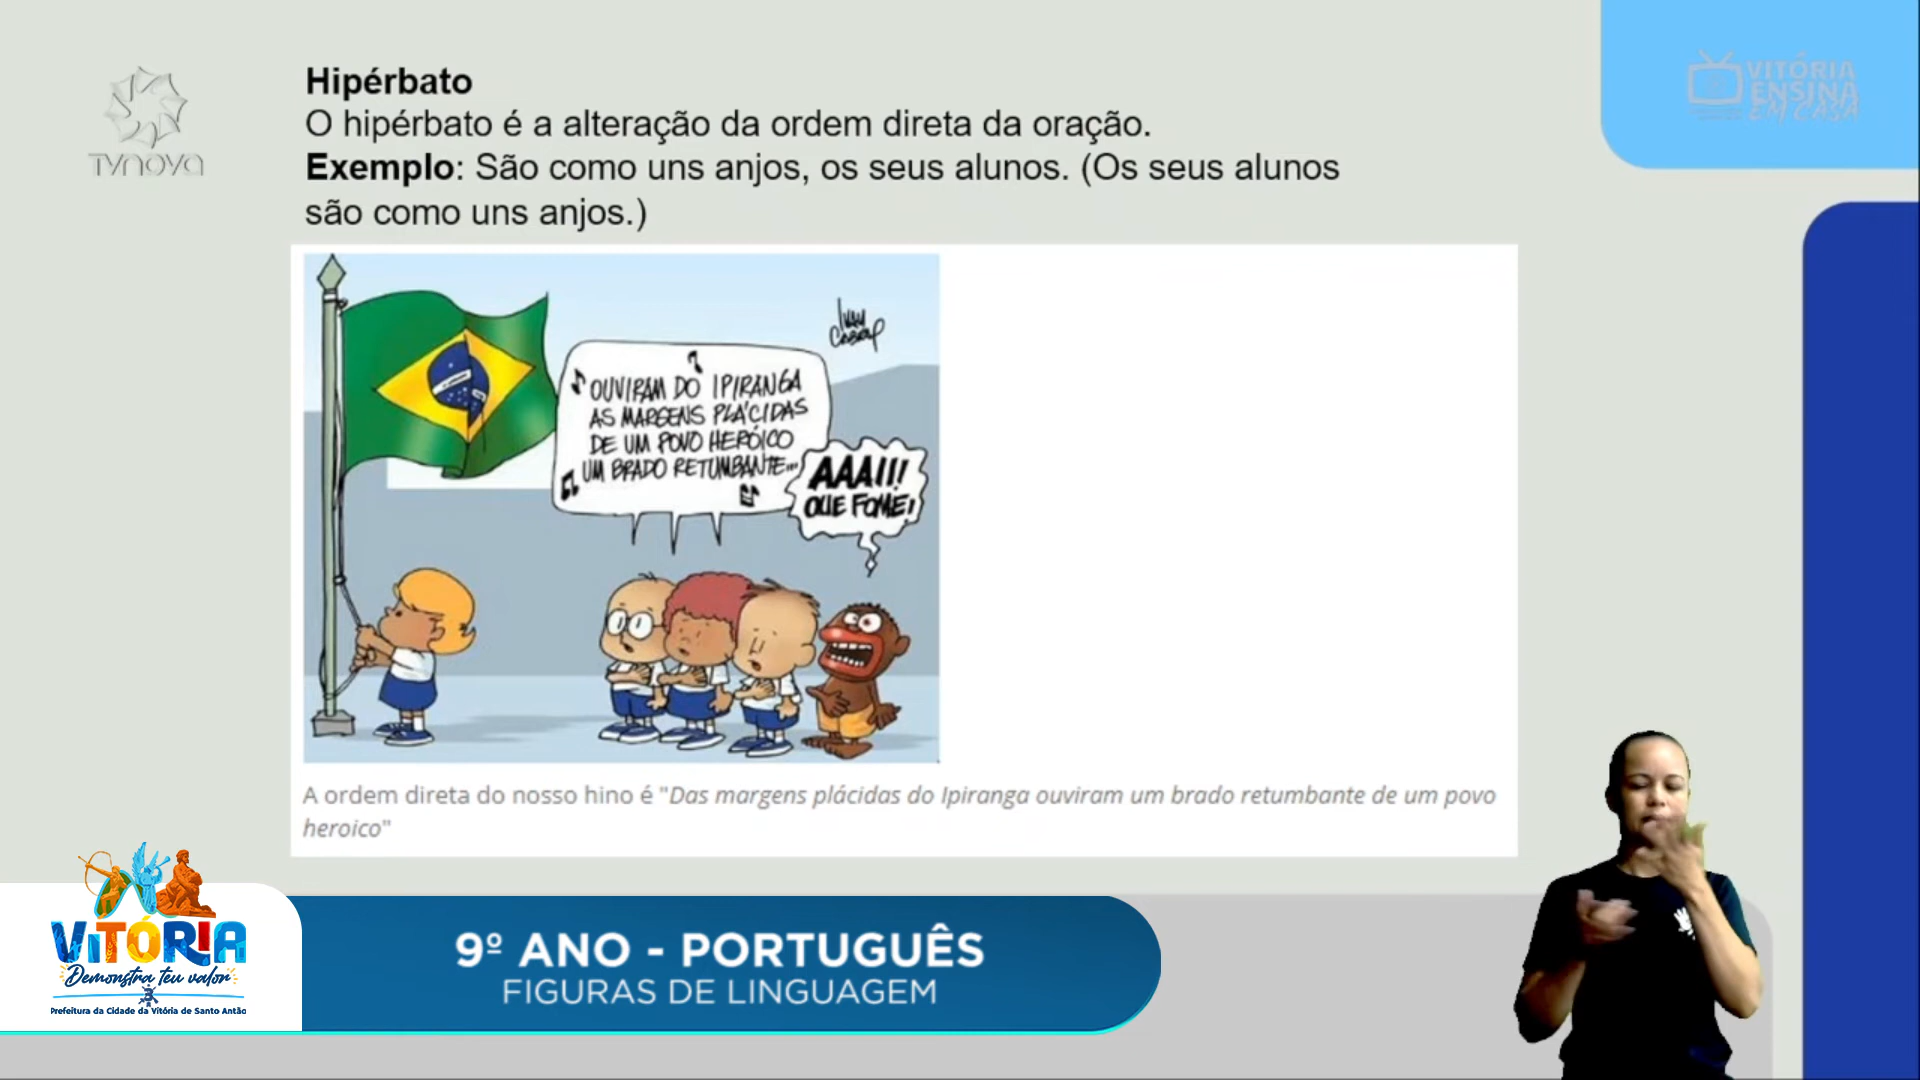 Hipérbato
O hipérbato é a alteração da ordem direta da oração.
Exemplo: São como uns anjos, os seus alunos. (Os seus alunos
são como uns anjos.)
TVNOVA
VITÓRIA
ENSINA
EM CASA
Ivan
Cabral
OUVIRAM DO IPIRANGA
AS MARGENS PLÁCIDAS
DE UM POVO HERÓICO
UM BRADO RETUMBANTE...
AAAII!
QUE FOME!
A ordem direta do nosso hino é "Das margens plácidas do Ipiranga ouviram um brado retumbante de um povo
heroico"
VITÓRIA
Demonstra teu valor
Prefeitura da Cidade da Vitória de Santo Antão
9º ANO - PORTUGUÊS
FIGURAS DE LINGUAGEM